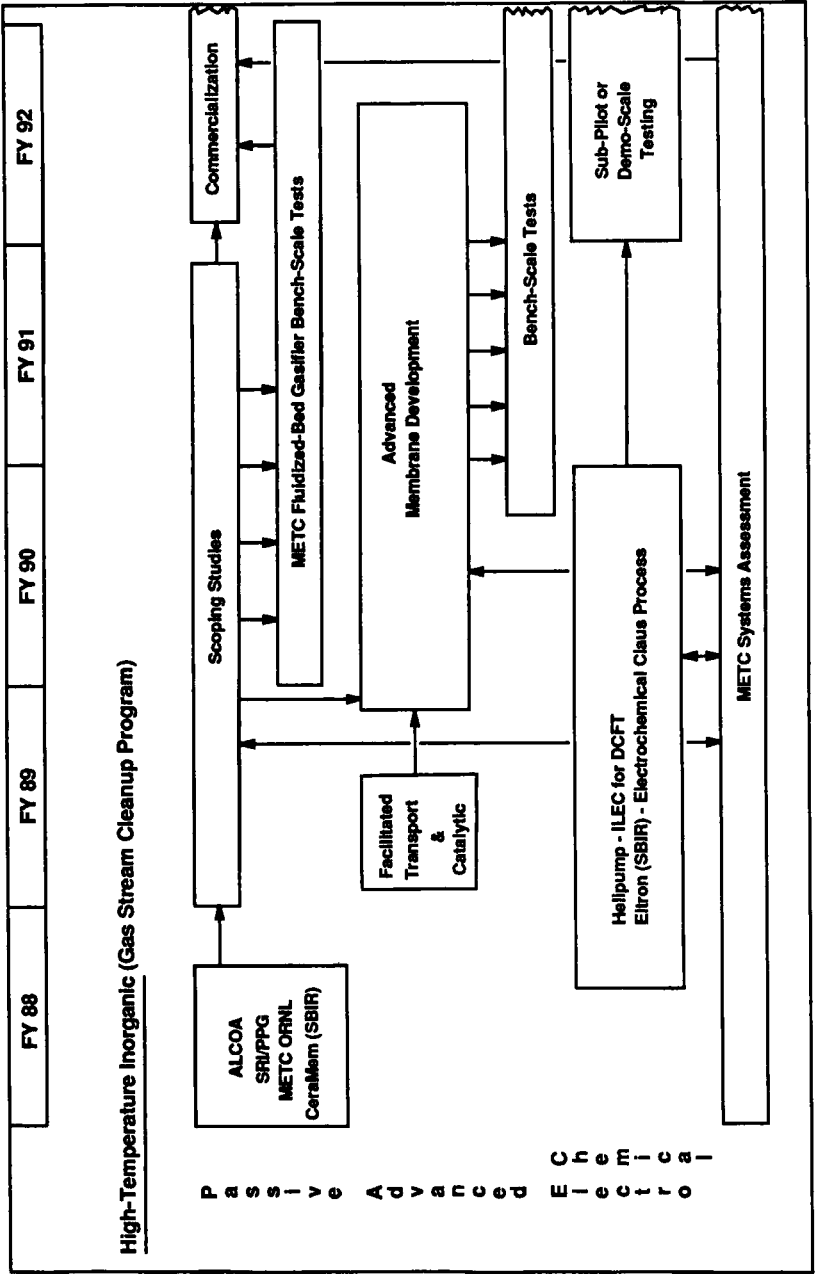 FY 88
FY 89
FY 90
FY 91
FY 92
High-Temperature Inorganic (Gas Stream Cleanup Program)
Passive
ALCOA
SRI/PPG
METC ORNL
CeraMem (SBIR)
Scoping Studies
Commercialization
METC Fluidized-Bed Gasifier Bench-Scale Tests
Advanced
Facilitated
Transport
&
Catalytic
Advanced
Membrane Development
Bench-Scale Tests
Electro
Chemical
Helipump - ILEC for DCFT
Eltron (SBIR) - Electrochemical Claus Process
Sub-Pilot or
Demo-Scale
Testing
METC Systems Assessment